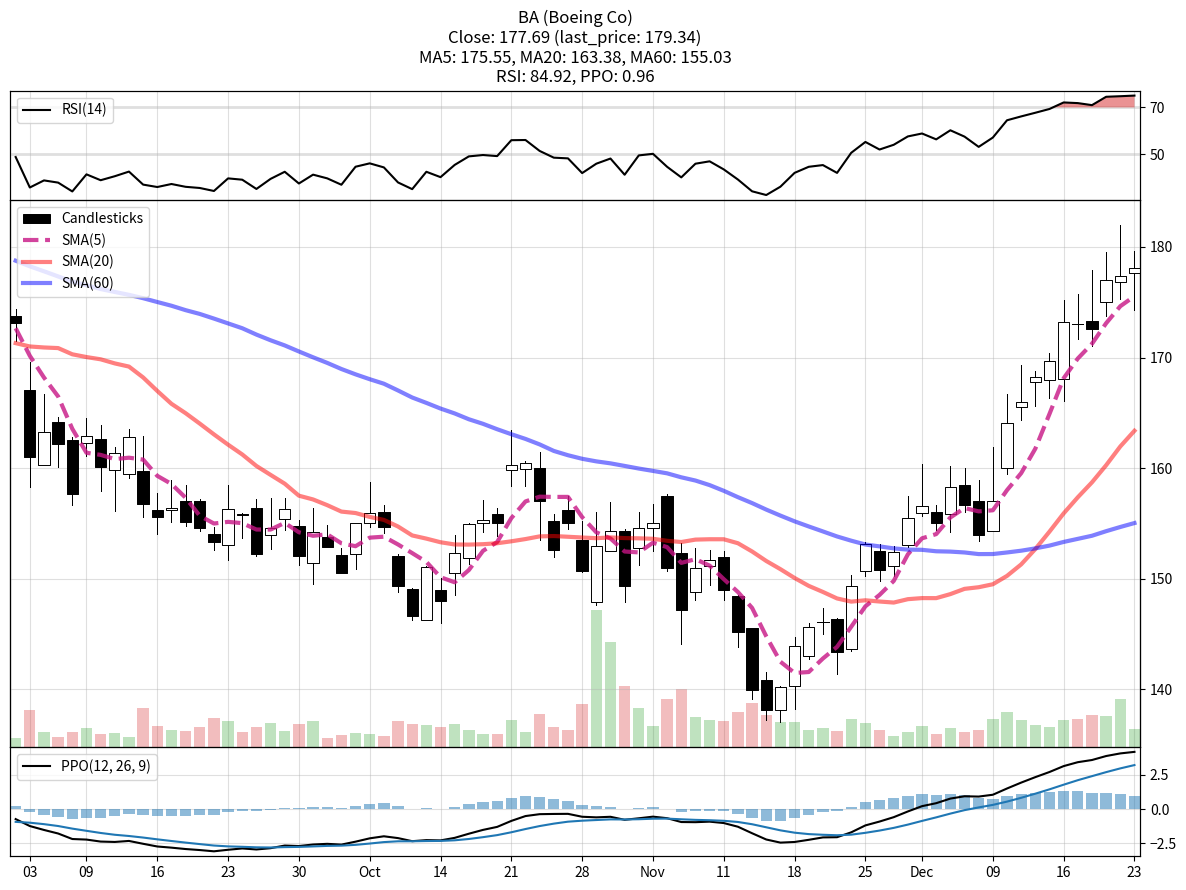 BA (Boeing Co)
Close: 177.69 (last_price: 179.34)
MA5: 175.55, MA20: 163.38, MA60: 155.03
RSI: 84.92, PPO: 0.96
RSI(14)
70
50
Candlesticks
SMA(5)
SMA(20)
SMA(60)
180
170
160
150
140
PPO(12, 26, 9)
2.5
0.0
−2.5
03 09 16 23 30 Oct 14 21 28 Nov 11 18 25 Dec 09 16 23